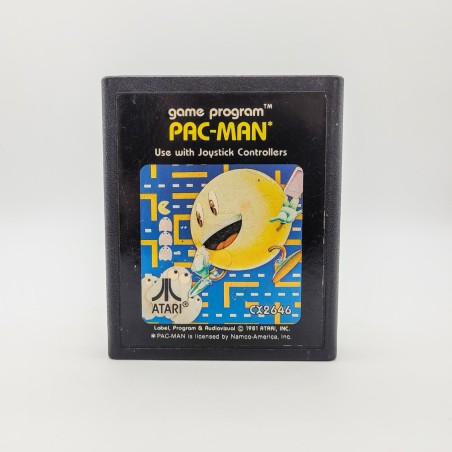 game program™
PAC-MAN*
Use with Joystick Controllers
ATARI®
CX2646
Label, Program & Audiovisual © 1981 ATARI, INC.
* PAC-MAN is licensed by Namco-America, Inc.